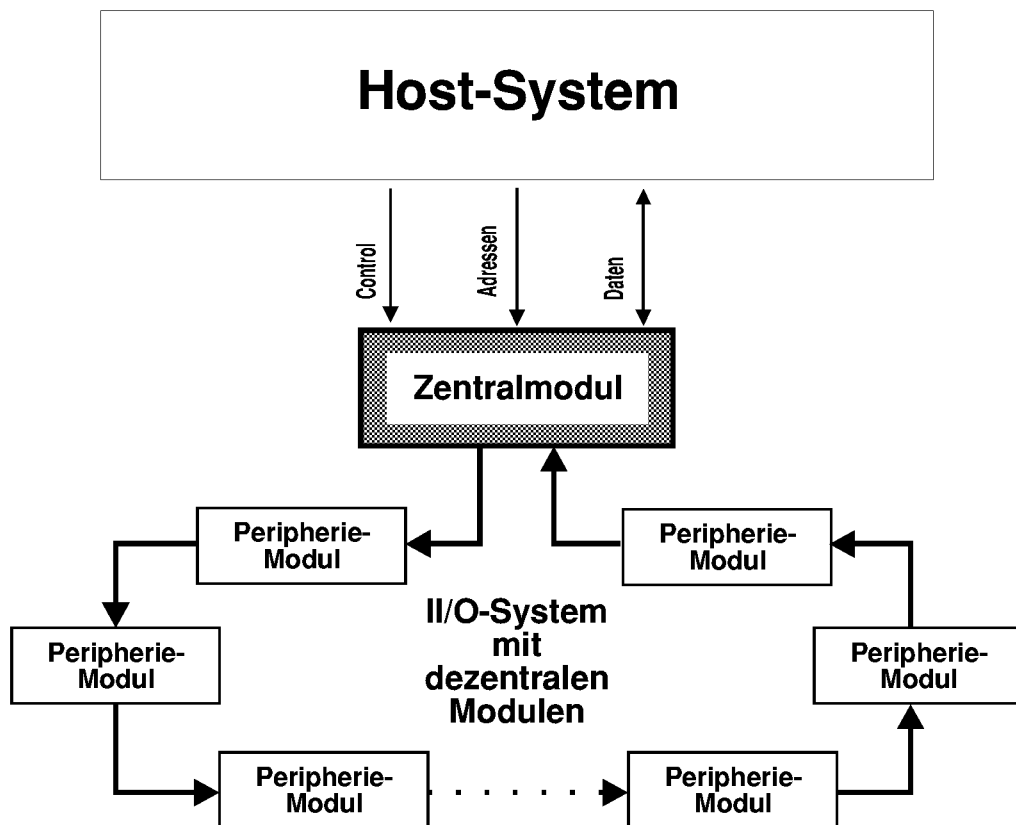 Host-System
Control
Adressen
Daten
Zentralmodul
Peripherie-
Modul
Peripherie-
Modul
II/O-System
mit
dezentralen
Modulen
Peripherie-
Modul
Peripherie-
Modul
Peripherie-
Modul
Peripherie-
Modul